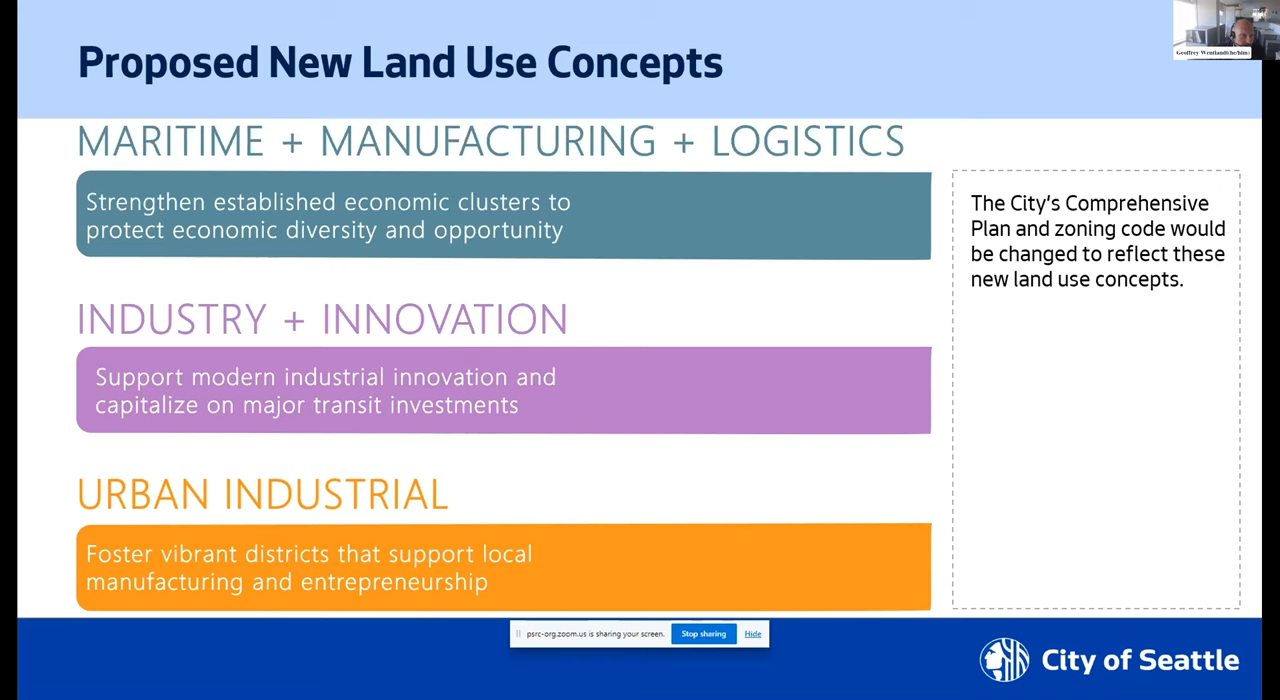 Proposed New Land Use Concepts
Geoffrey Wentland(he/him)
MARITIME + MANUFACTURING + LOGISTICS
Strengthen established economic clusters to
protect economic diversity and opportunity
The City's Comprehensive
Plan and zoning code would
be changed to reflect these
new land use concepts.
INDUSTRY + INNOVATION
Support modern industrial innovation and
capitalize on major transit investments
URBAN INDUSTRIAL
Foster vibrant districts that support local
manufacturing and entrepreneurship
psrc-org.zoom.us is sharing your screen. Stop sharing Hide
City of Seattle